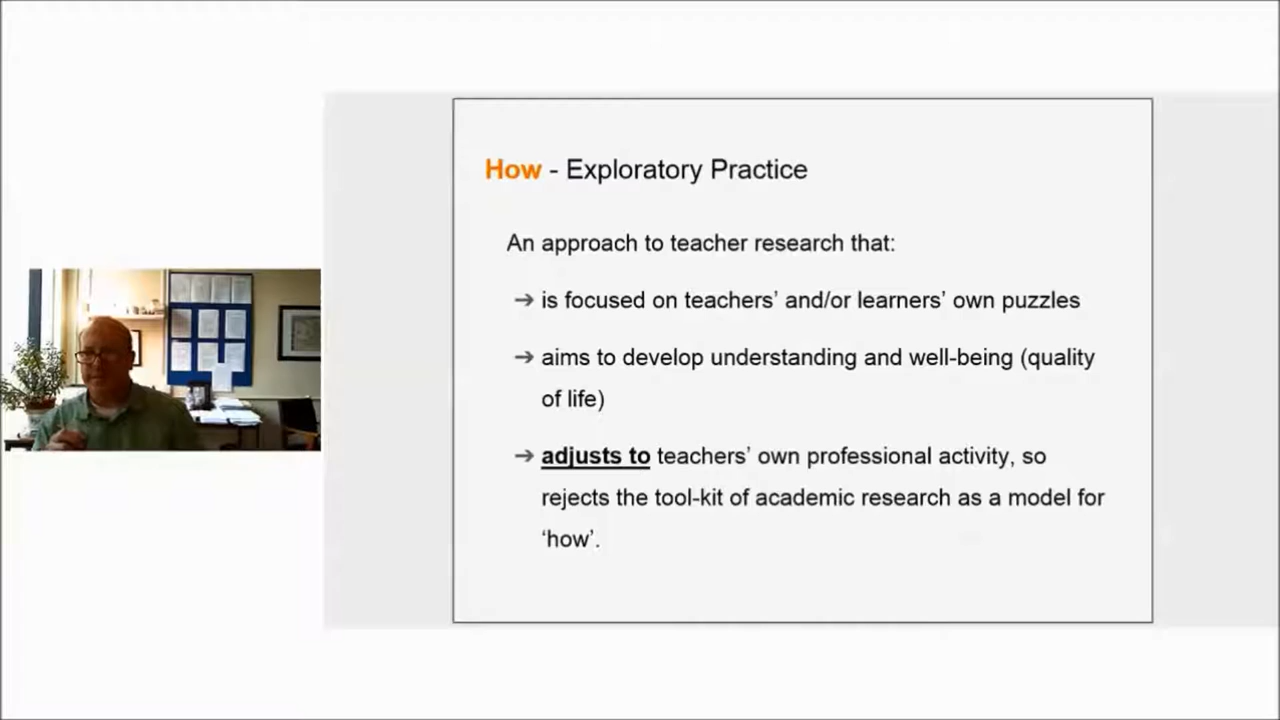 How - Exploratory Practice
An approach to teacher research that:
➔ is focused on teachers’ and/or learners’ own puzzles
➔ aims to develop understanding and well-being (quality
of life)
➔ adjusts to teachers’ own professional activity, so
rejects the tool-kit of academic research as a model for
‘how’.